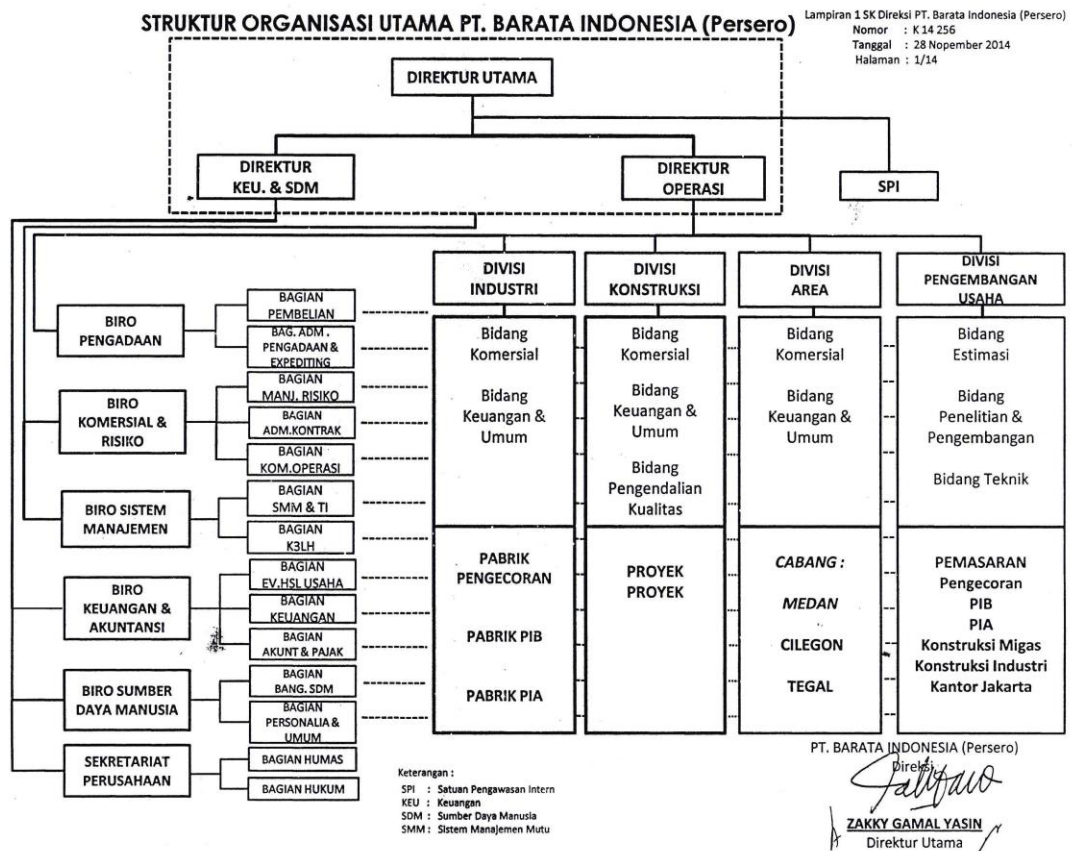 STRUKTUR ORGANISASI UTAMA PT. BARATA INDONESIA (Persero)
Lampiran 1 SK Direksi PT. Barata Indonesia (Persero)
Nomor : K 14 256
Tanggal : 28 Nopember 2014
Halaman : 1/14
DIREKTUR UTAMA
DIREKTUR
KEU. & SDM
DIREKTUR
OPERASI
SPI
DIVISI
INDUSTRI
DIVISI
KONSTRUKSI
DIVISI
AREA
DIVISI
PENGEMBANGAN
USAHA
BIRO
PENGADAAN
BAGIAN
PEMBELIAN
BAG. ADM .
PENGADAAN &
EXPEDITING
BIRO
KOMERSIAL &
RISIKO
BAGIAN
MANJ. RISIKO
BAGIAN
ADM.KONTRAK
BAGIAN
KOM.OPERASI
BIRO SISTEM
MANAJEMEN
BAGIAN
SMM & TI
BAGIAN
K3LH
BIRO
KEUANGAN &
AKUNTANSI
BAGIAN
EV.HSL USAHA
BAGIAN
KEUANGAN
BAGIAN
AKUNT & PAJAK
BIRO SUMBER
DAYA MANUSIA
BAGIAN
BANG. SDM
BAGIAN
PERSONALIA &
UMUM
SEKRETARIAT
PERUSAHAAN
BAGIAN HUMAS
BAGIAN HUKUM
Bidang
Komersial
Bidang
Keuangan &
Umum
PABRIK
PENGECORAN
PABRIK PIB
PABRIK PIA
Bidang
Komersial
Bidang
Keuangan &
Umum
Bidang
Pengendalian
Kualitas
PROYEK
PROYEK
Bidang
Komersial
Bidang
Keuangan &
Umum
CABANG :
MEDAN
CILEGON
TEGAL
Bidang
Estimasi
Bidang
Penelitian &
Pengembangan
Bidang Teknik
PEMASARAN
Pengecoran
PIB
PIA
Konstruksi Migas
Konstruksi Industri
Kantor Jakarta
Keterangan :
SPI : Satuan Pengawasan Intern
KEU : Keuangan
SDM : Sumber Daya Manusia
SMM : Sistem Manajemen Mutu
PT. BARATA INDONESIA (Persero)
Direksi
ZAKKY GAMAL YASIN
Direktur Utama